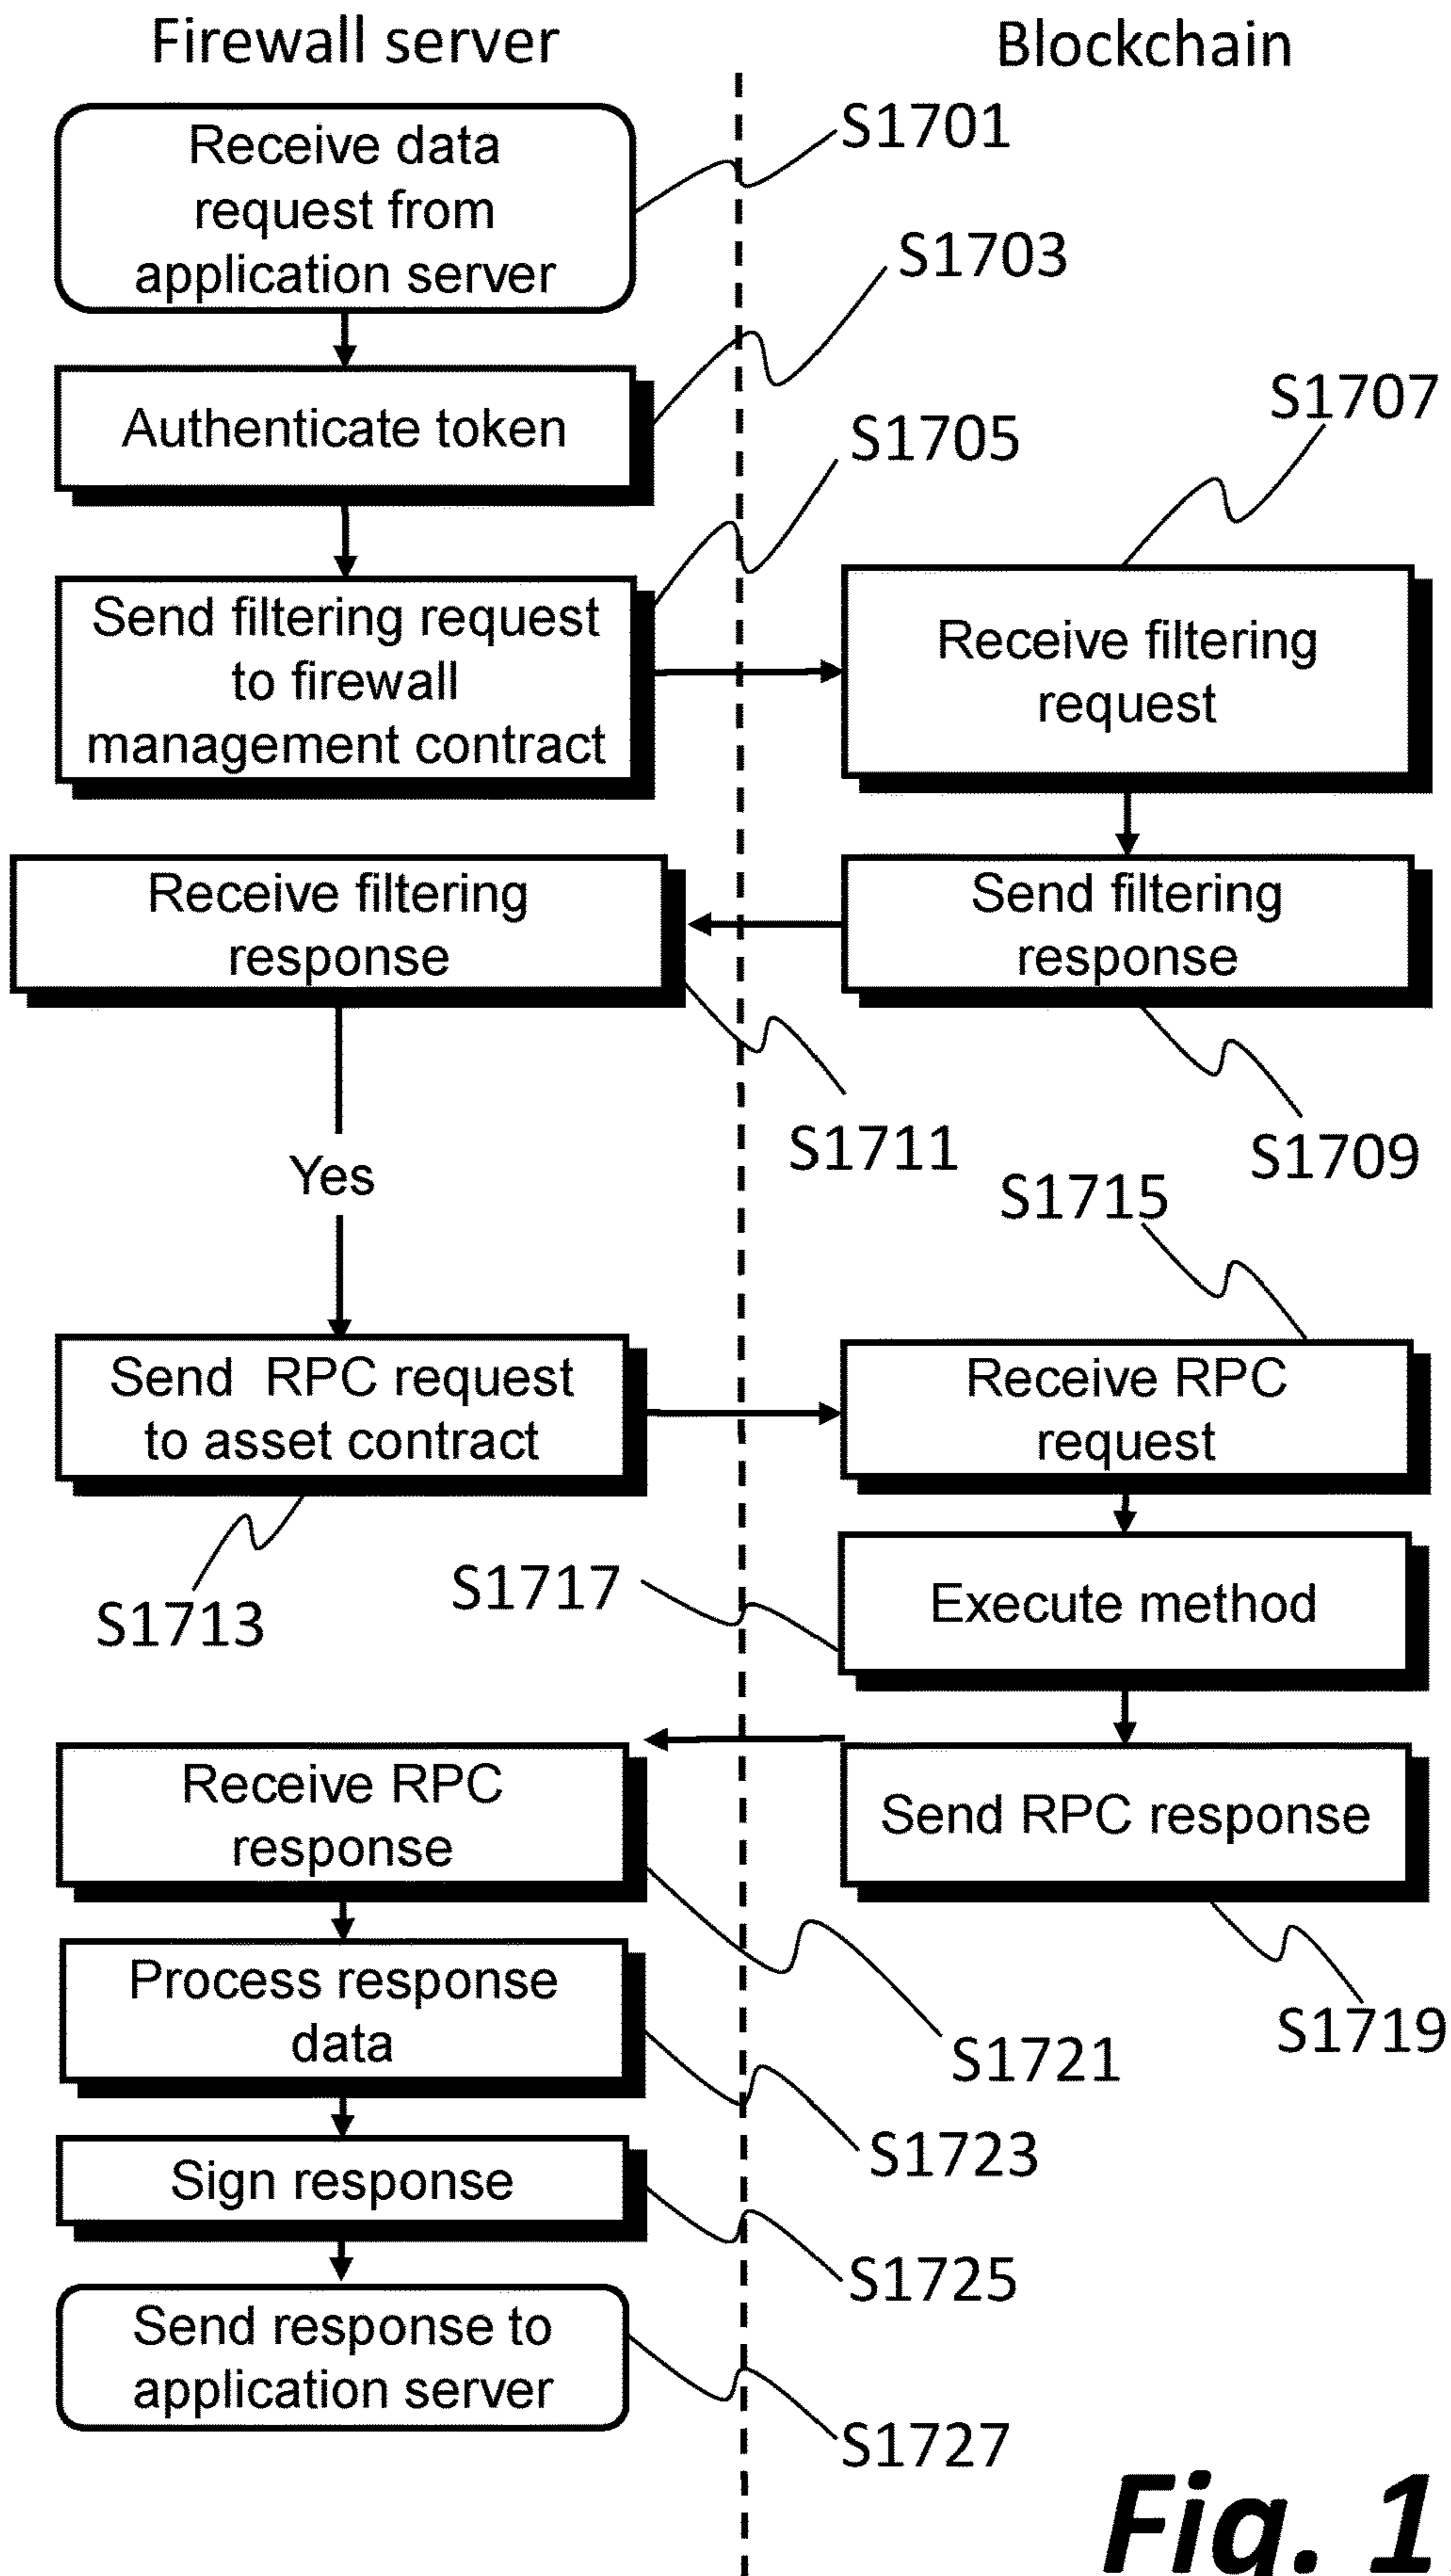 Firewall server
Blockchain
Receive data
request from
application server
S1701
Authenticate token
S1703
Send filtering request
to firewall
management contract
S1705
Receive filtering
request
S1707
Send filtering
response
S1709
Receive filtering
response
S1711
Yes
Send RPC request
to asset contract
S1713
Receive RPC
request
S1715
Execute method
S1717
Send RPC response
S1719
Receive RPC
response
S1721
Process response
data
S1723
Sign response
S1725
Send response to
application server
S1727
Fig. 1